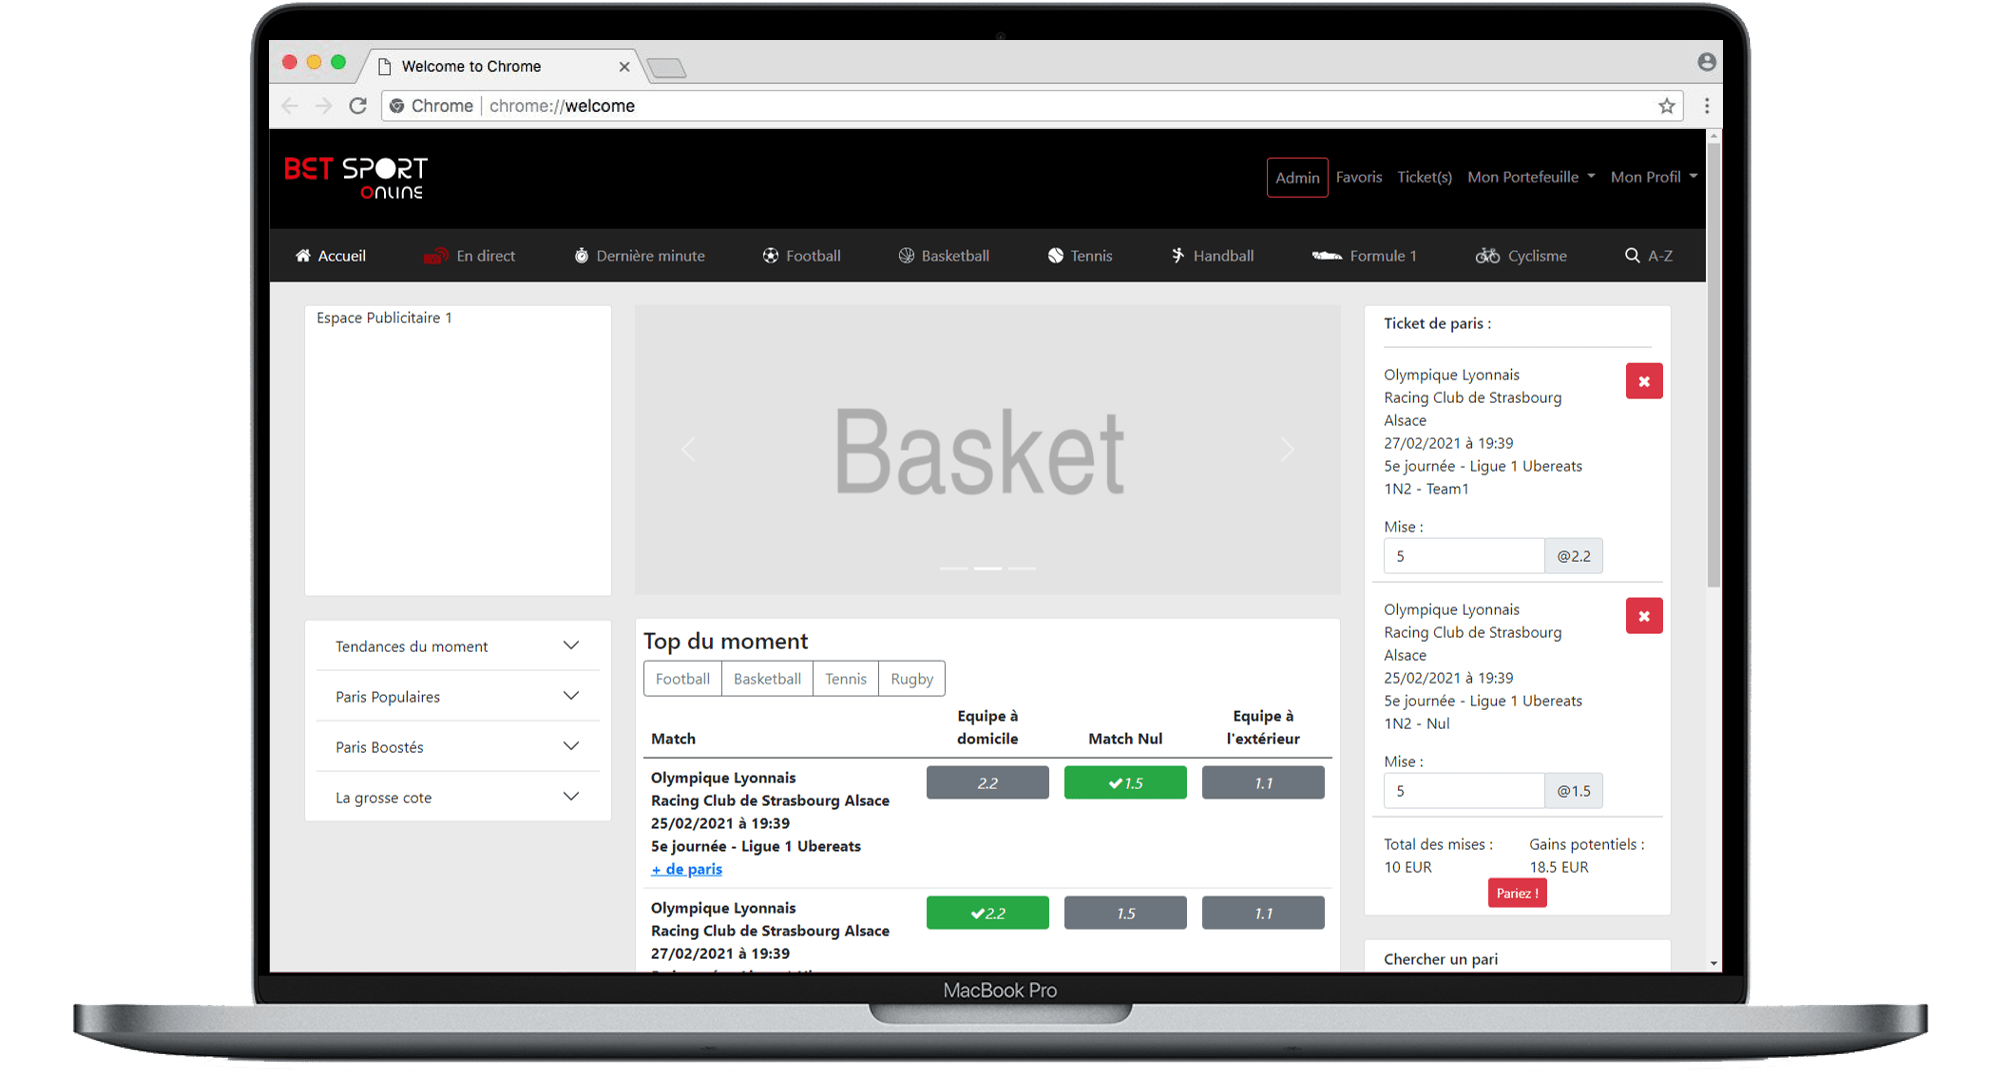 Welcome to Chrome
Chrome | chrome://welcome
BET SPORT
ONLINE
Admin Favoris Ticket(s) Mon Portefeuille Mon Profil
Accueil En direct Dernière minute Football Basketball Tennis Handball Formule 1 Cyclisme A-Z
Espace Publicitaire 1
Tendances du moment
Paris Populaires
Paris Boostés
La grosse cote
Basket
Top du moment
Football Basketball Tennis Rugby
Match Equipe à domicile Match Nul Equipe à l'extérieur
Olympique Lyonnais 2.2 1.5 1.1
Racing Club de Strasbourg Alsace
25/02/2021 à 19:39
5e journée - Ligue 1 Ubereats
+ de paris
Olympique Lyonnais 2.2 1.5 1.1
Racing Club de Strasbourg Alsace
27/02/2021 à 19:39
Ticket de paris :
Olympique Lyonnais
Racing Club de Strasbourg
Alsace
27/02/2021 à 19:39
5e journée - Ligue 1 Ubereats
1N2 - Team1
Mise :
5 @2.2
Olympique Lyonnais
Racing Club de Strasbourg
Alsace
25/02/2021 à 19:39
5e journée - Ligue 1 Ubereats
1N2 - Nul
Mise :
5 @1.5
Total des mises : Gains potentiels :
10 EUR 18.5 EUR
Pariez !
Chercher un pari
MacBook Pro